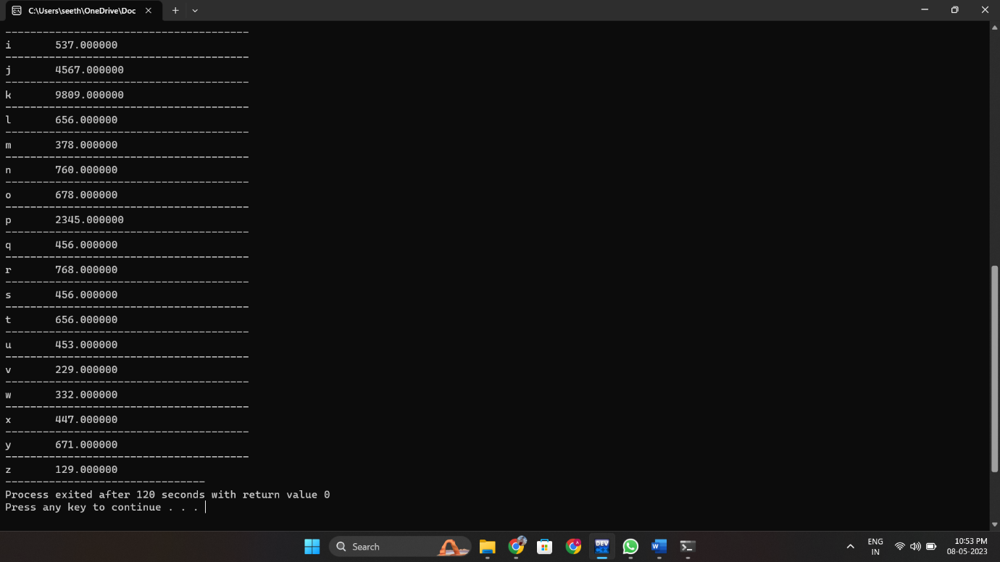 C:\Users\seeth\OneDrive\Doc
---------------------------------------
i 537.000000
---------------------------------------
j 4567.000000
---------------------------------------
k 9809.000000
---------------------------------------
l 656.000000
---------------------------------------
m 378.000000
---------------------------------------
n 760.000000
---------------------------------------
o 678.000000
---------------------------------------
p 2345.000000
---------------------------------------
q 456.000000
---------------------------------------
r 768.000000
---------------------------------------
s 456.000000
---------------------------------------
t 656.000000
---------------------------------------
u 453.000000
---------------------------------------
v 229.000000
---------------------------------------
w 332.000000
---------------------------------------
x 447.000000
---------------------------------------
y 671.000000
---------------------------------------
z 129.000000
--------------------------------
Process exited after 120 seconds with return value 0
Press any key to continue . . .
Search
DEV
W
ENG
IN
10:53 PM
08-05-2023